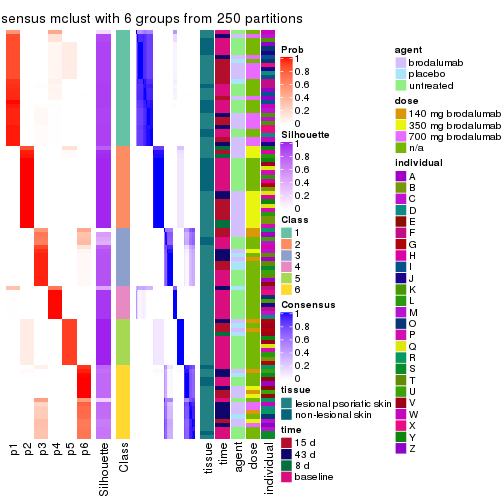 sensus mclust with 6 groups from 250 partitions
p1
p2
p3
p4
p5
p6
Silhouette
Class
tissue
time
agent
dose
individual
Prob
1
0.8
0.6
0.4
0.2
0
Silhouette
1
0.8
0.6
0.4
0.2
0
Class
1
2
3
4
5
6
Consensus
1
0.8
0.6
0.4
0.2
0
tissue
lesional psoriatic skin
non-lesional skin
time
15 d
43 d
8 d
baseline
agent
brodalumab
placebo
untreated
dose
140 mg brodalumab
350 mg brodalumab
700 mg brodalumab
n/a
individual
A
B
C
D
E
F
G
H
I
J
K
L
M
O
P
Q
R
S
T
U
V
W
X
Y
Z